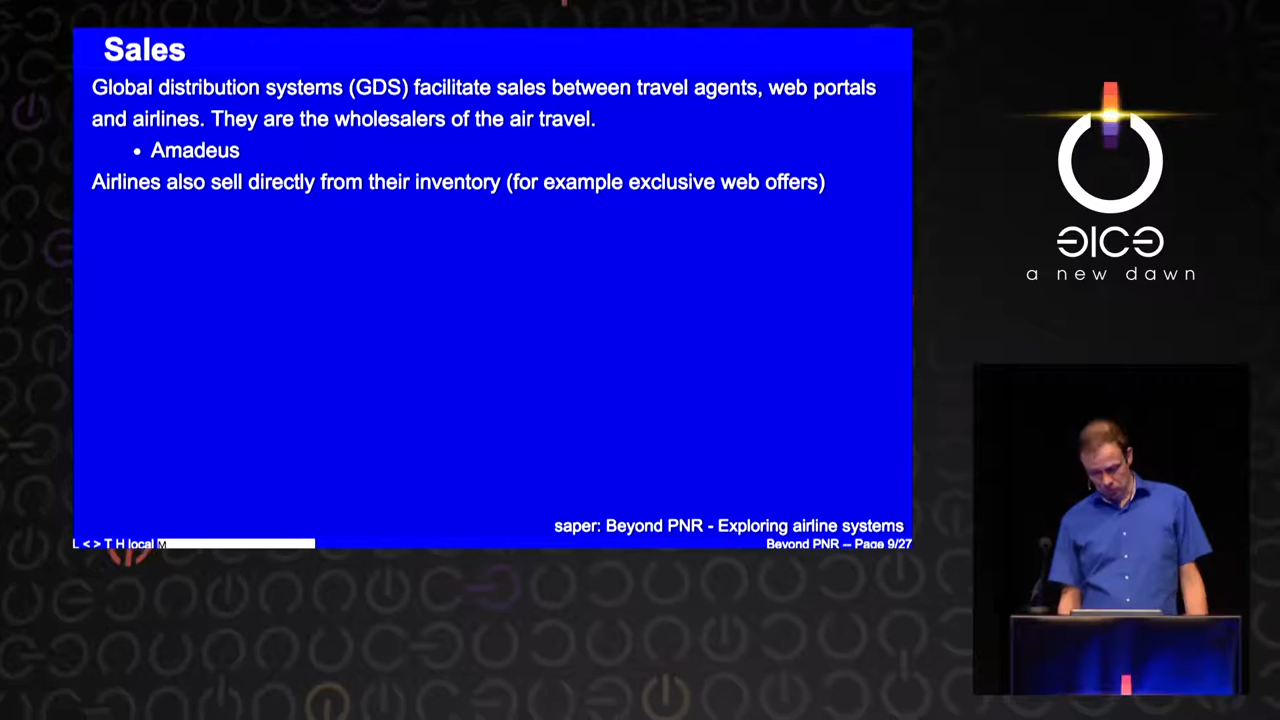 Sales
Global distribution systems (GDS) facilitate sales between travel agents, web portals
and airlines. They are the wholesalers of the air travel.
• Amadeus
Airlines also sell directly from their inventory (for example exclusive web offers)
saper: Beyond PNR - Exploring airline systems
L < > T H local M
Beyond PNR -- Page 9/27
a new dawn